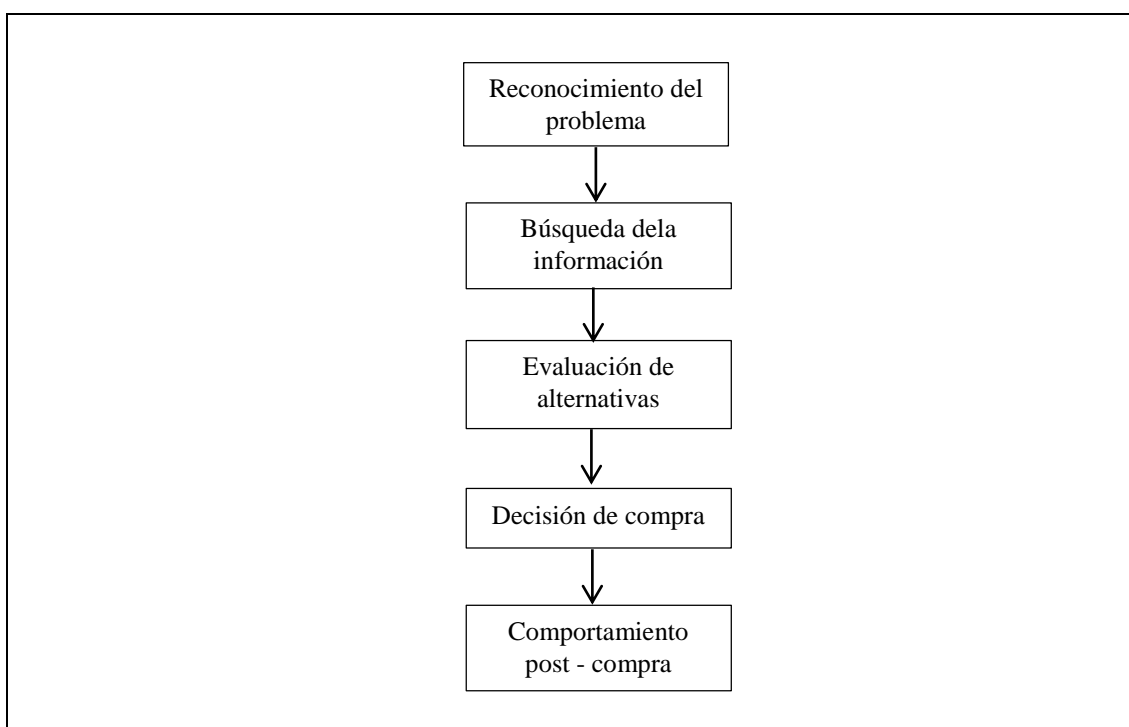 Reconocimiento del
problema
Búsqueda dela
información
Evaluación de
alternativas
Decisión de compra
Comportamiento
post - compra